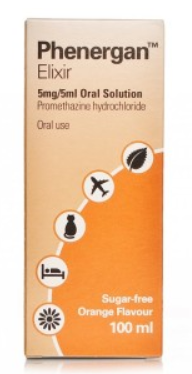 Phenergan™
Elixir
5mg/5ml Oral Solution
Promethazine hydrochloride
Oral use
Sugar-free
Orange Flavour
100 ml